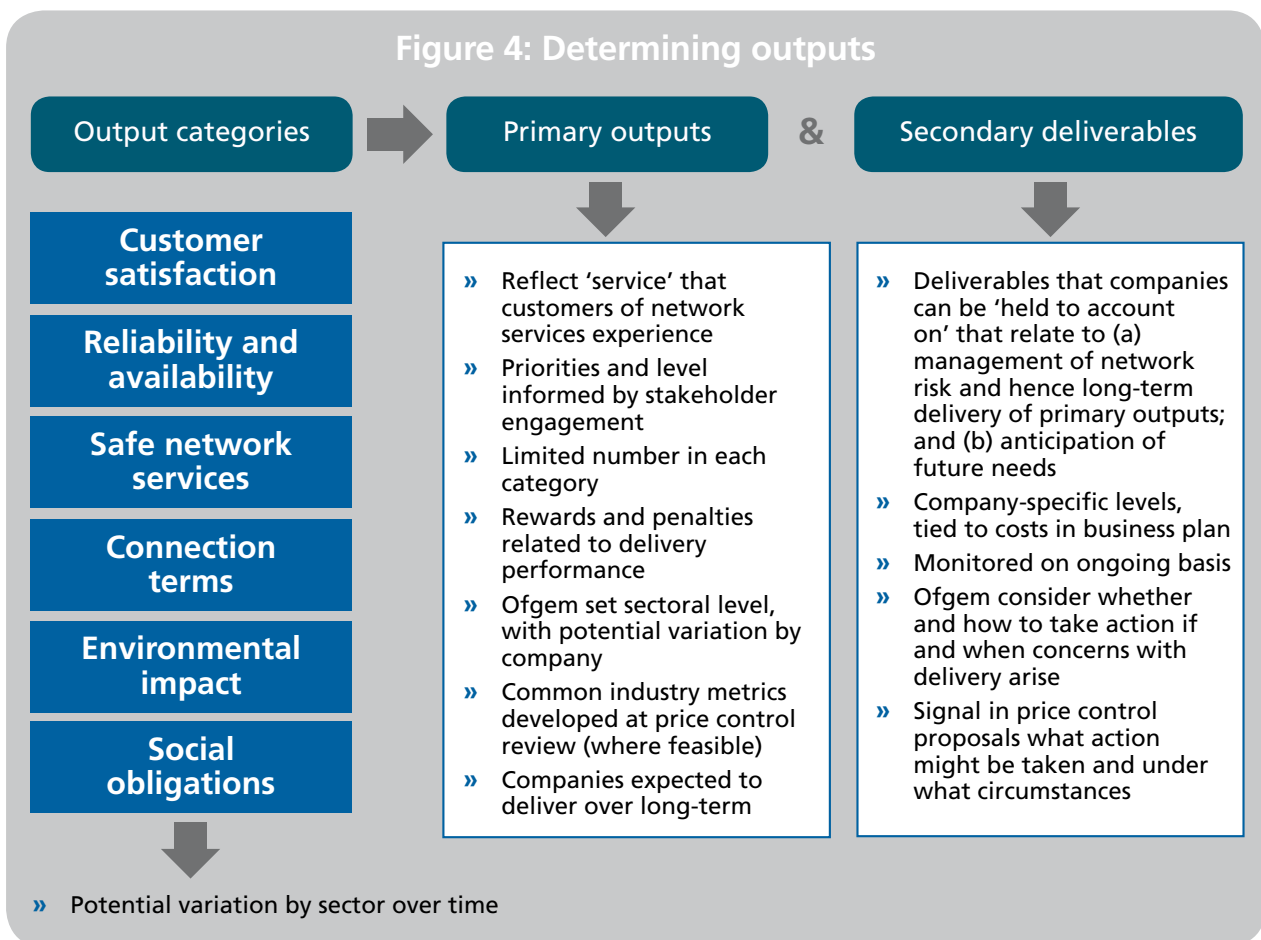 Figure 4: Determining outputs
Output categories
Primary outputs
&
Secondary deliverables
Customer
satisfaction
Reliability and
availability
Safe network
services
Connection
terms
Environmental
impact
Social
obligations
» Potential variation by sector over time
» Reflect ‘service’ that
customers of network
services experience
» Priorities and level
informed by stakeholder
engagement
» Limited number in each
category
» Rewards and penalties
related to delivery
performance
» Ofgem set sectoral level,
with potential variation by
company
» Common industry metrics
developed at price control
review (where feasible)
» Companies expected to
deliver over long-term
» Deliverables that companies
can be ‘held to account
on’ that relate to (a)
management of network
risk and hence long-term
delivery of primary outputs;
and (b) anticipation of
future needs
» Company-specific levels,
tied to costs in business plan
» Monitored on ongoing basis
» Ofgem consider whether
and how to take action if
and when concerns with
delivery arise
» Signal in price control
proposals what action
might be taken and under
what circumstances